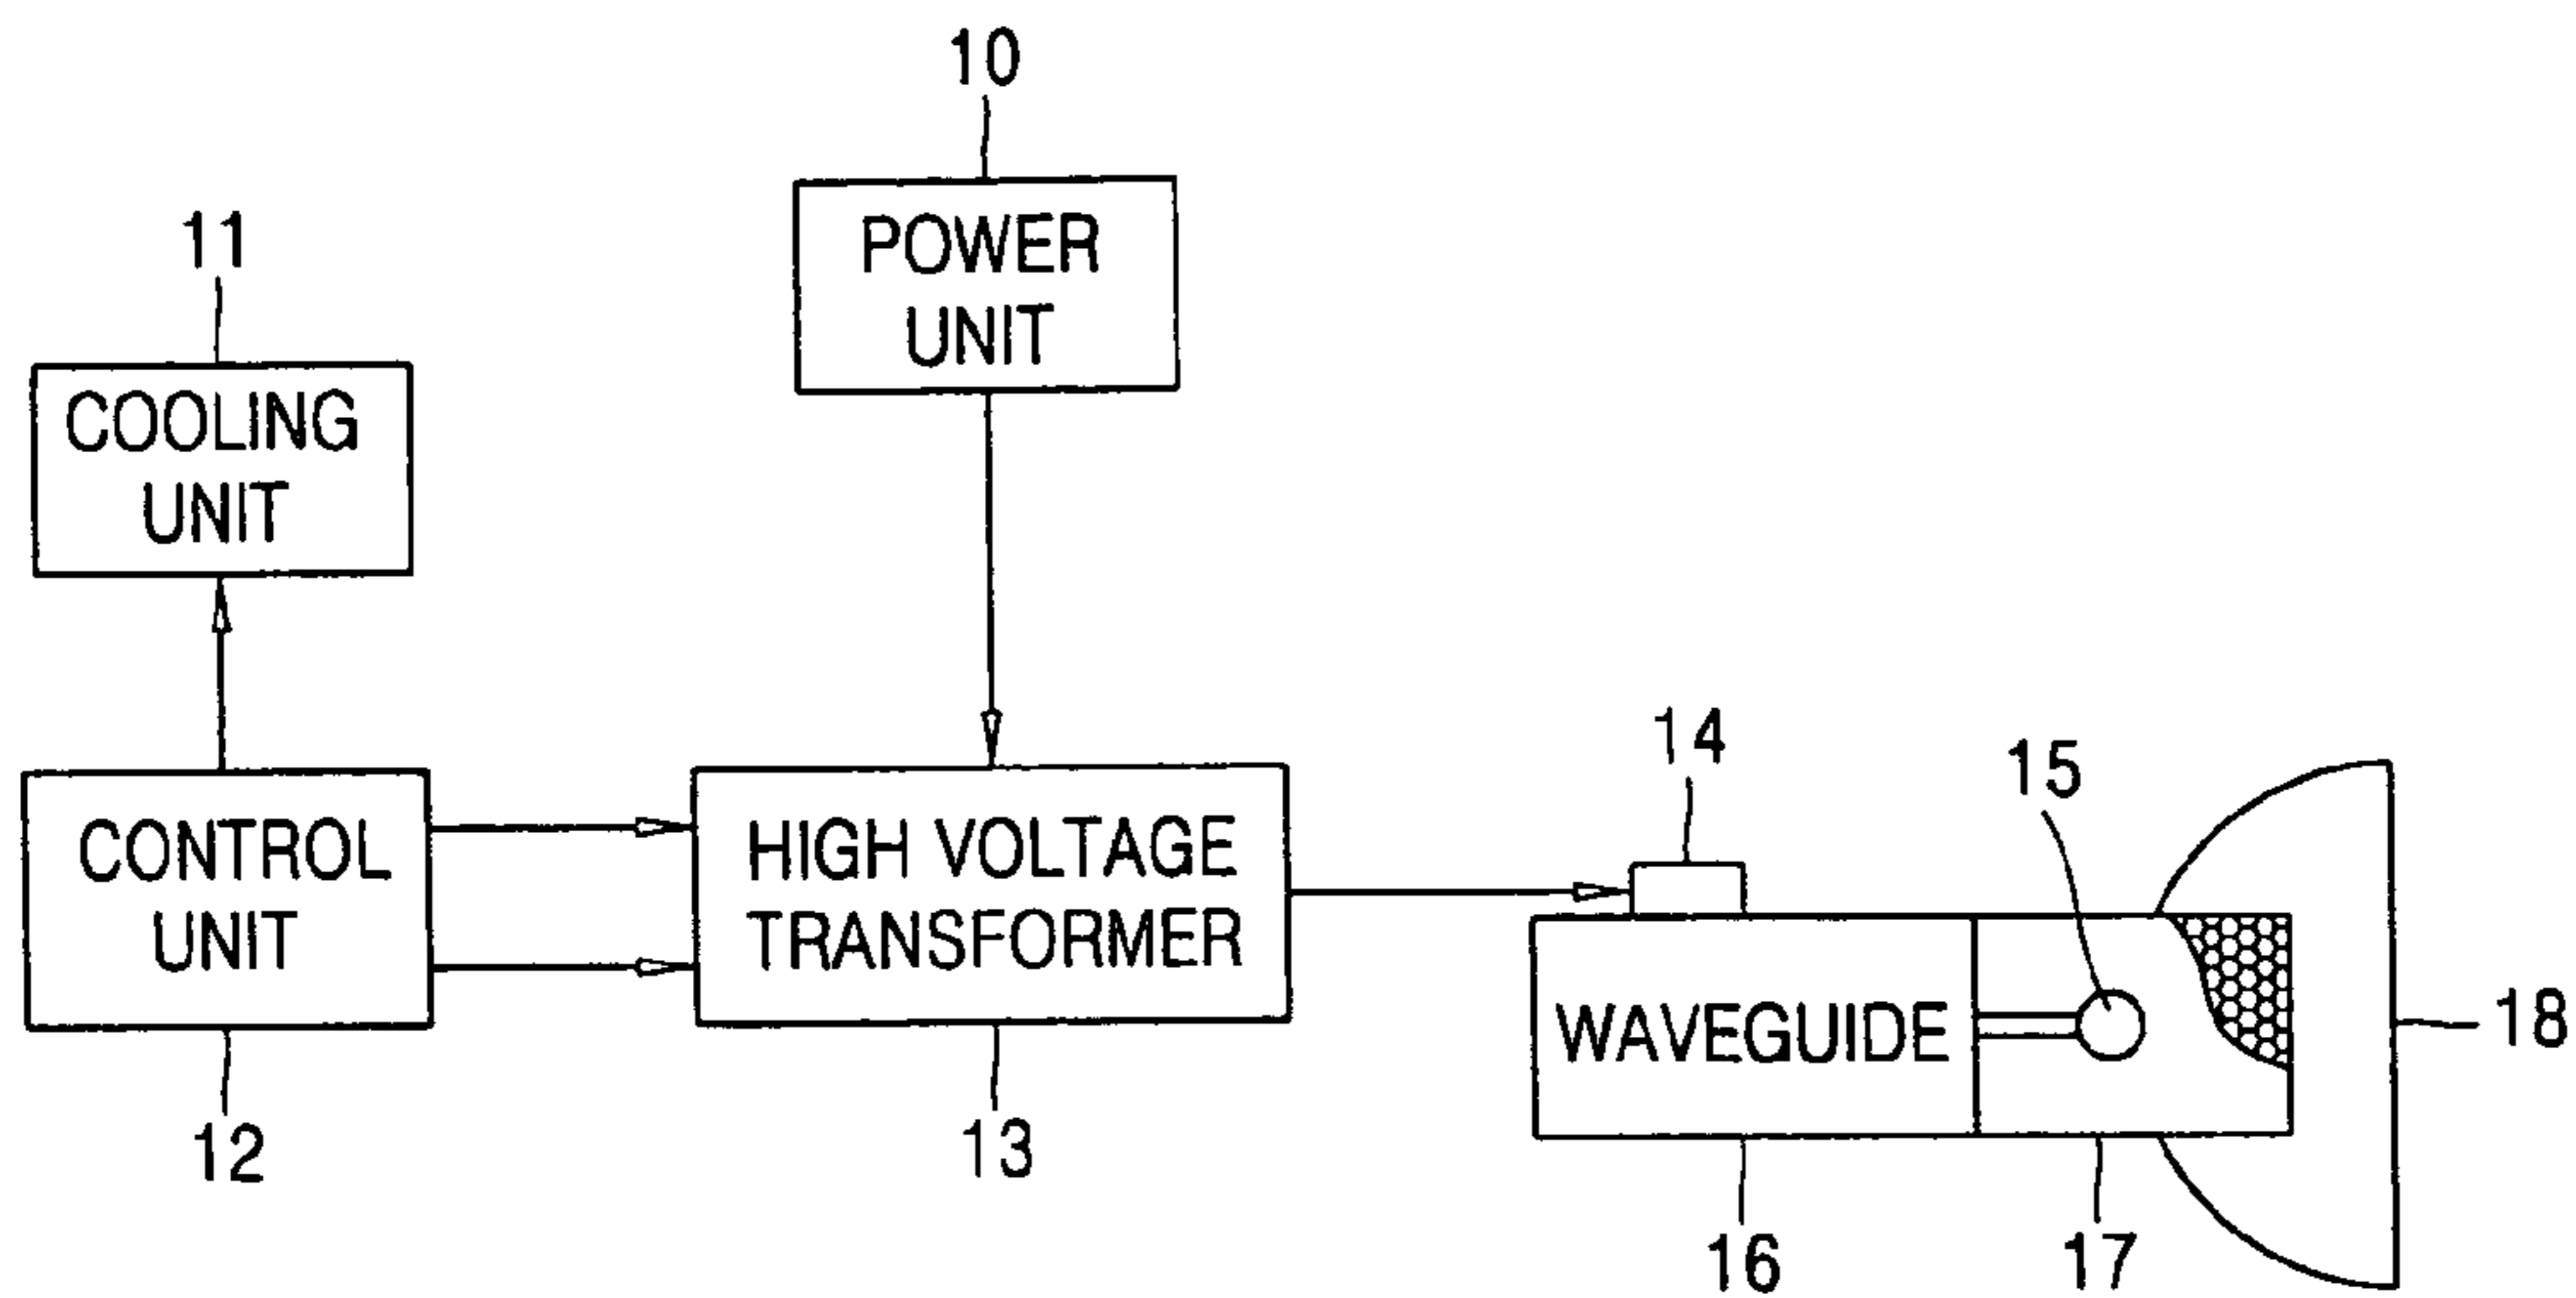 10
POWER
UNIT
11
COOLING
UNIT
CONTROL
UNIT
12
HIGH VOLTAGE
TRANSFORMER
13
14
15
WAVEGUIDE
16
17
18